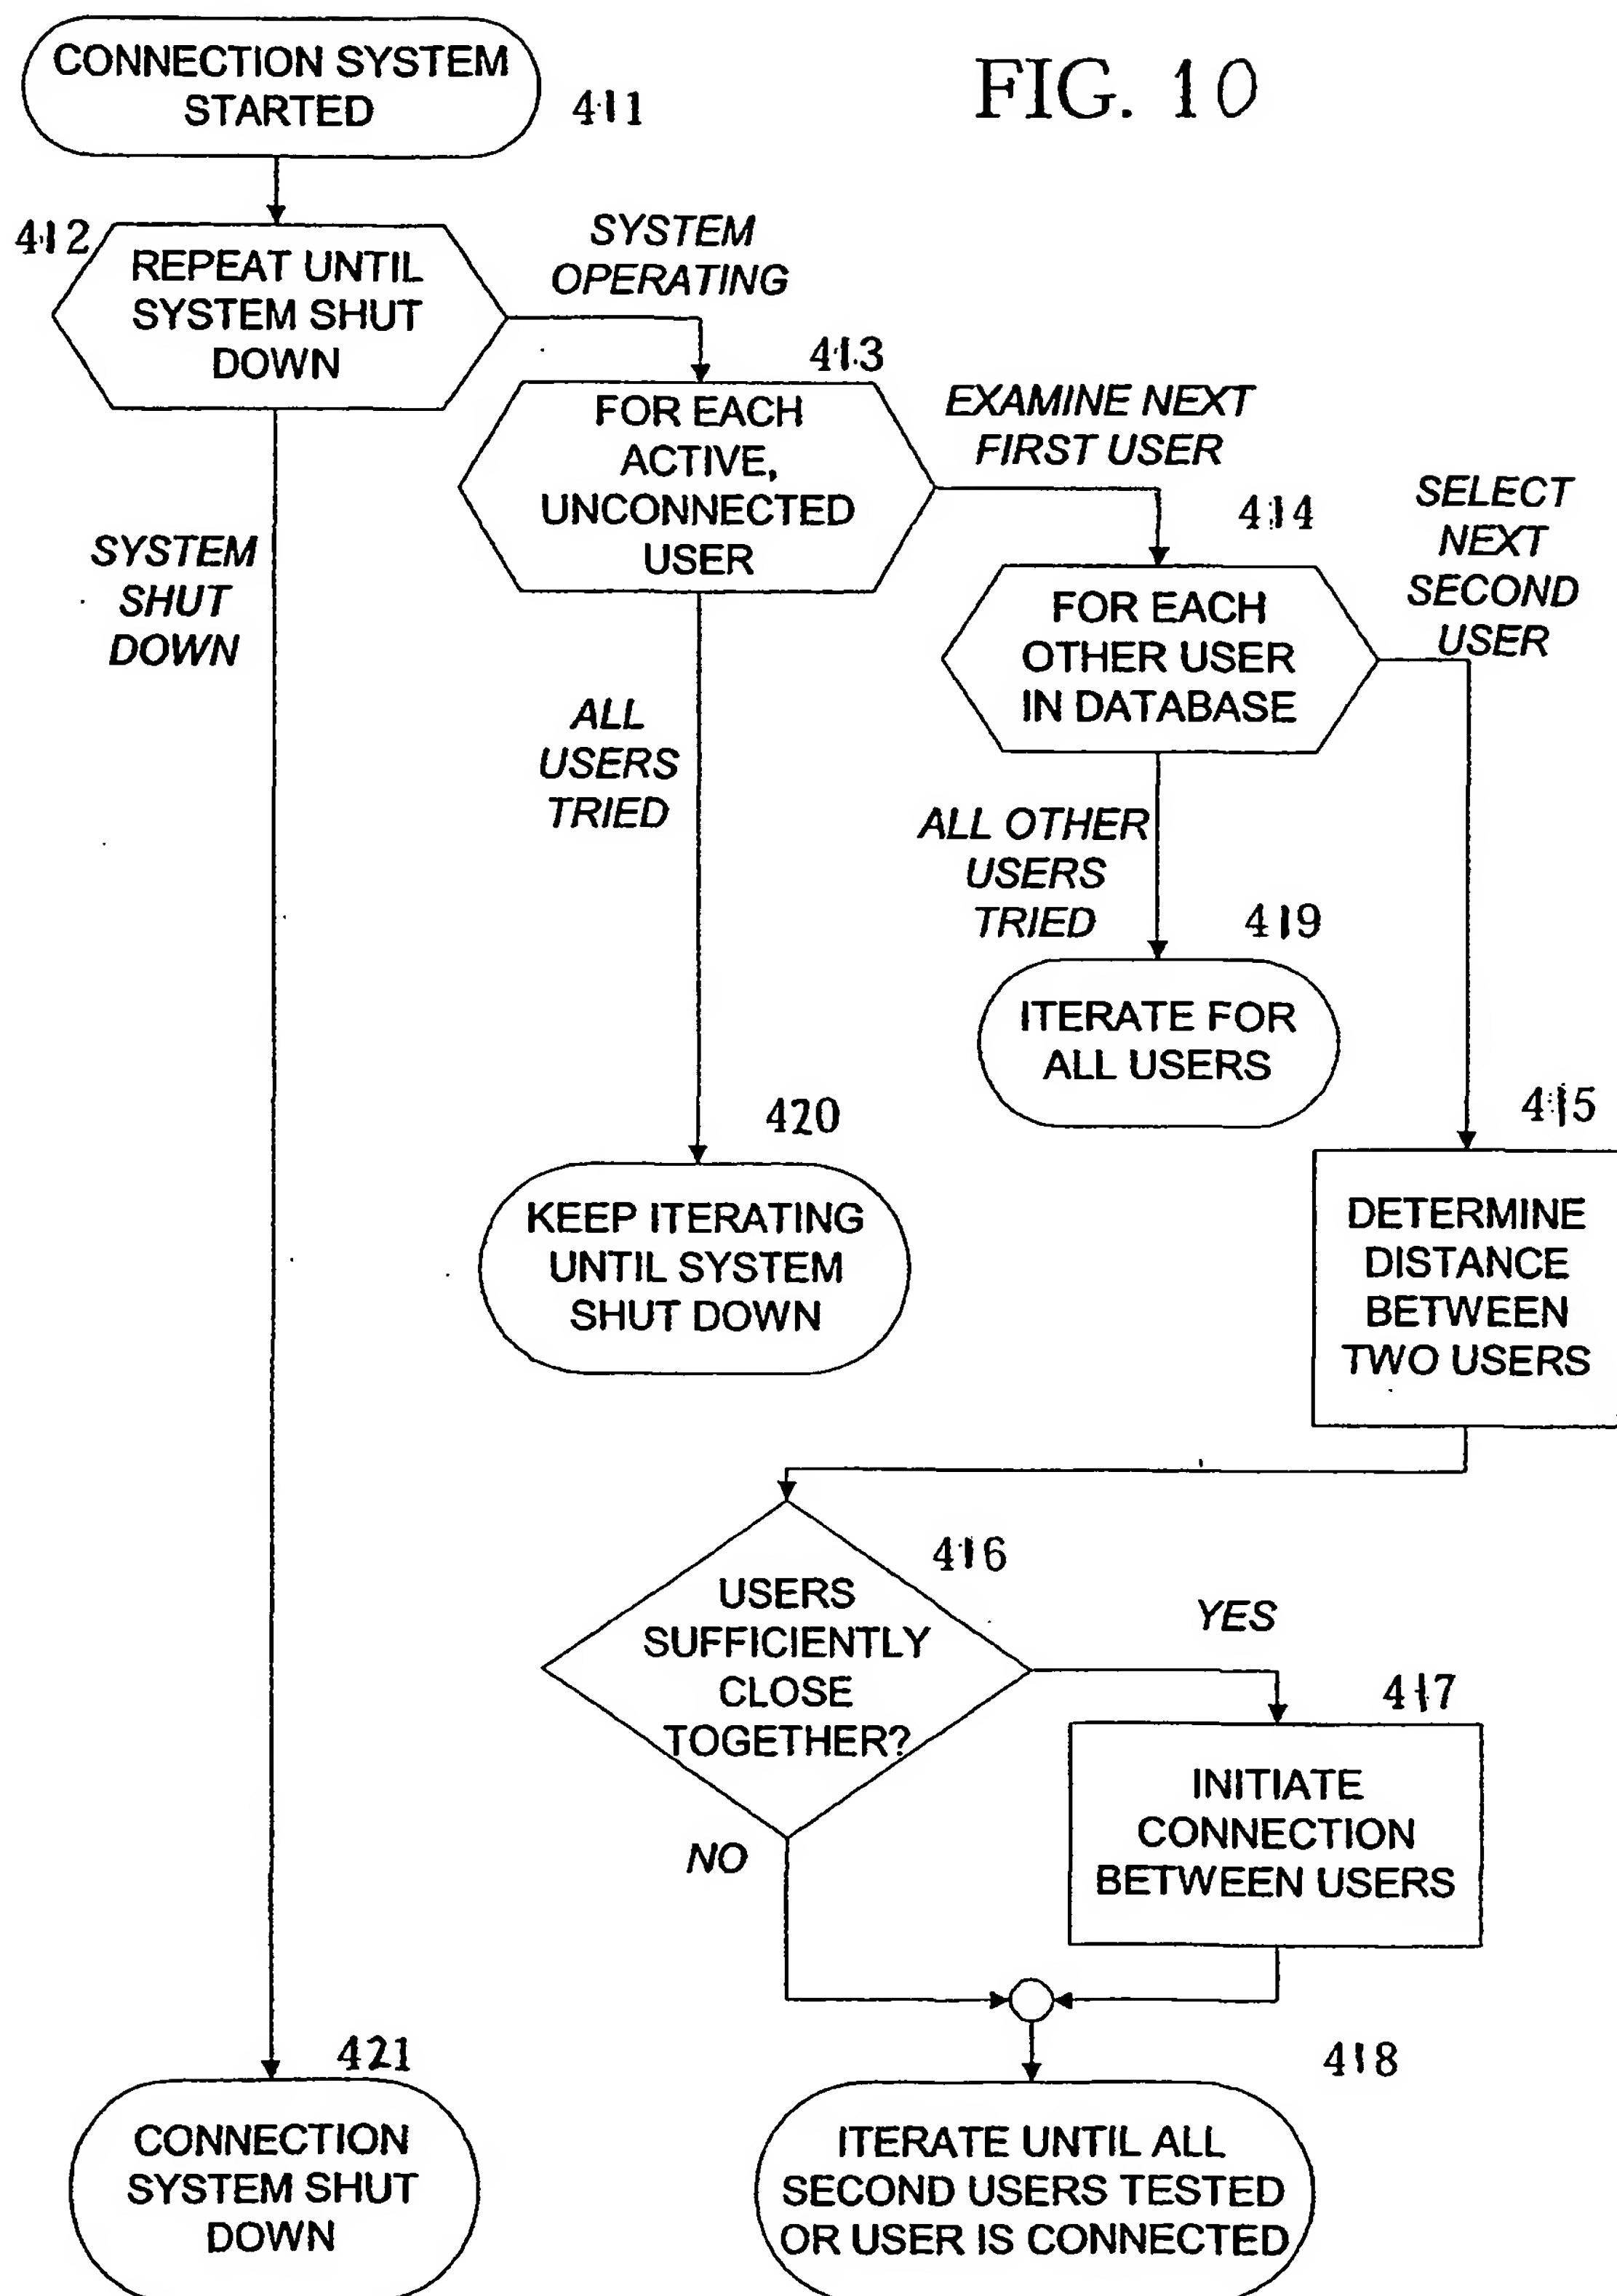 FIG. 10
CONNECTION SYSTEM
STARTED
411
412
REPEAT UNTIL
SYSTEM SHUT
DOWN
SYSTEM
OPERATING
413
FOR EACH
ACTIVE,
UNCONNECTED
USER
EXAMINE NEXT
FIRST USER
414
FOR EACH
OTHER USER
IN DATABASE
SELECT
NEXT
SECOND
USER
SYSTEM
SHUT
DOWN
ALL
USERS
TRIED
ALL OTHER
USERS
TRIED
419
ITERATE FOR
ALL USERS
420
KEEP ITERATING
UNTIL SYSTEM
SHUT DOWN
415
DETERMINE
DISTANCE
BETWEEN
TWO USERS
416
USERS
SUFFICIENTLY
CLOSE
TOGETHER?
YES
417
INITIATE
CONNECTION
BETWEEN USERS
NO
421
CONNECTION
SYSTEM SHUT
DOWN
418
ITERATE UNTIL ALL
SECOND USERS TESTED
OR USER IS CONNECTED